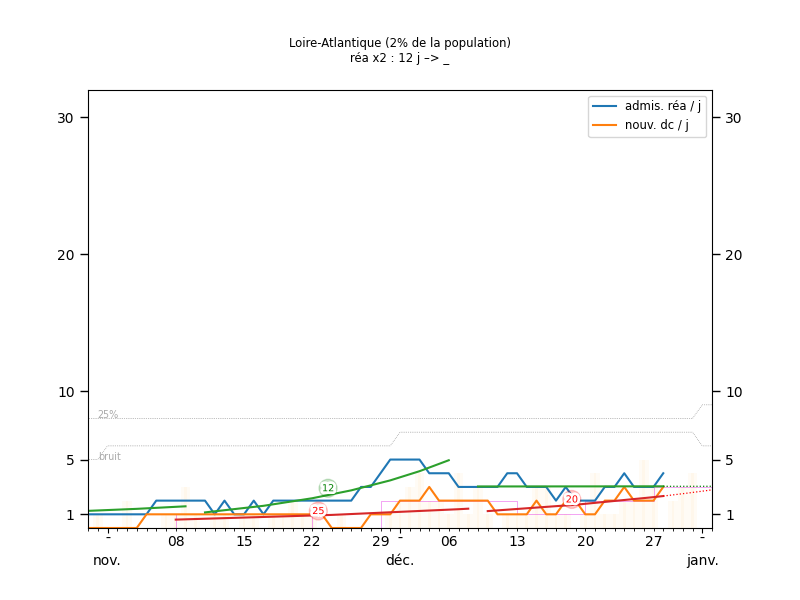 Loire-Atlantique (2% de la population)
réa x2 : 12 j –> _
admis. réa / j
nouv. dc / j
30 30
20 20
10 10
25%
bruit
5 5
12
20
25
1 1
- 08 15 22 29 - 06 13 20 27 -
nov. déc. janv.